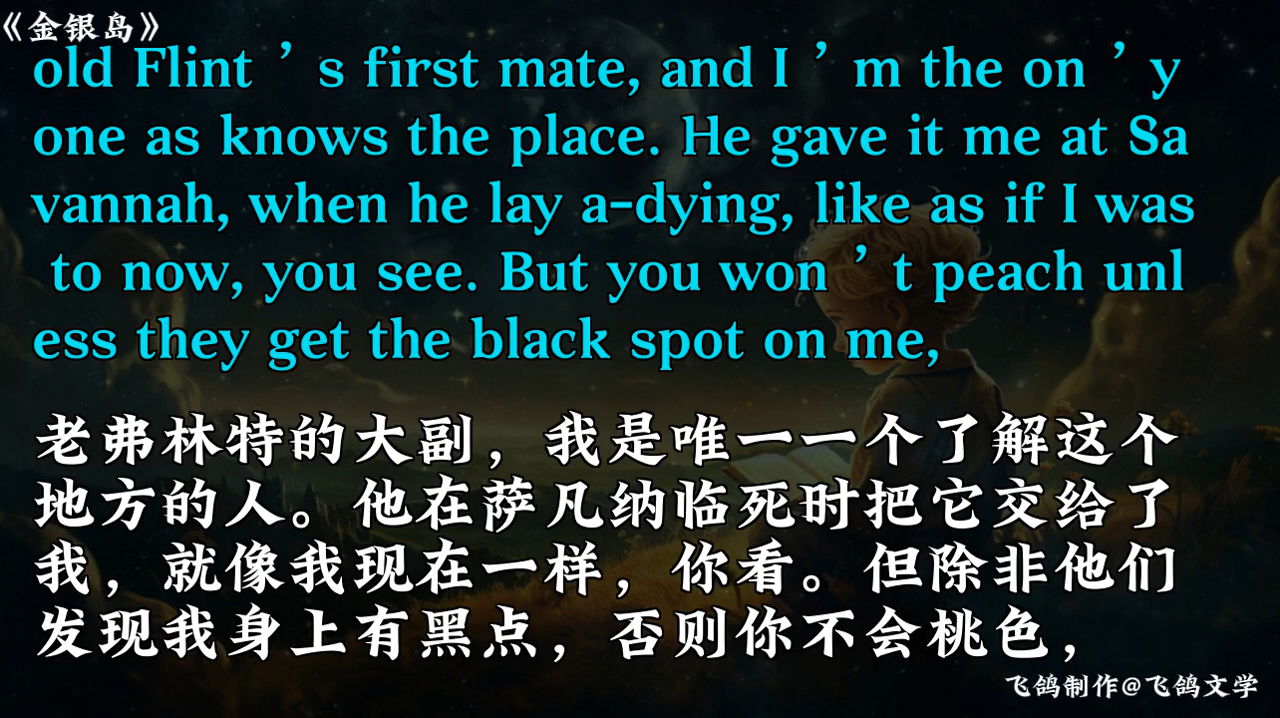 《金银岛》
old Flint ’ s first mate, and I ’ m the on ’ y
one as knows the place. He gave it me at Sa
vannah, when he lay a-dying, like as if I was
to now, you see. But you won ’ t peach unl
ess they get the black spot on me,
老弗林特的大副，我是唯一一个了解这个
地方的人。他在萨凡纳临死时把它交给了
我，就像我现在一样，你看。但除非他们
发现我身上有黑点，否则你不会桃色，
飞鸽制作@飞鸽文学